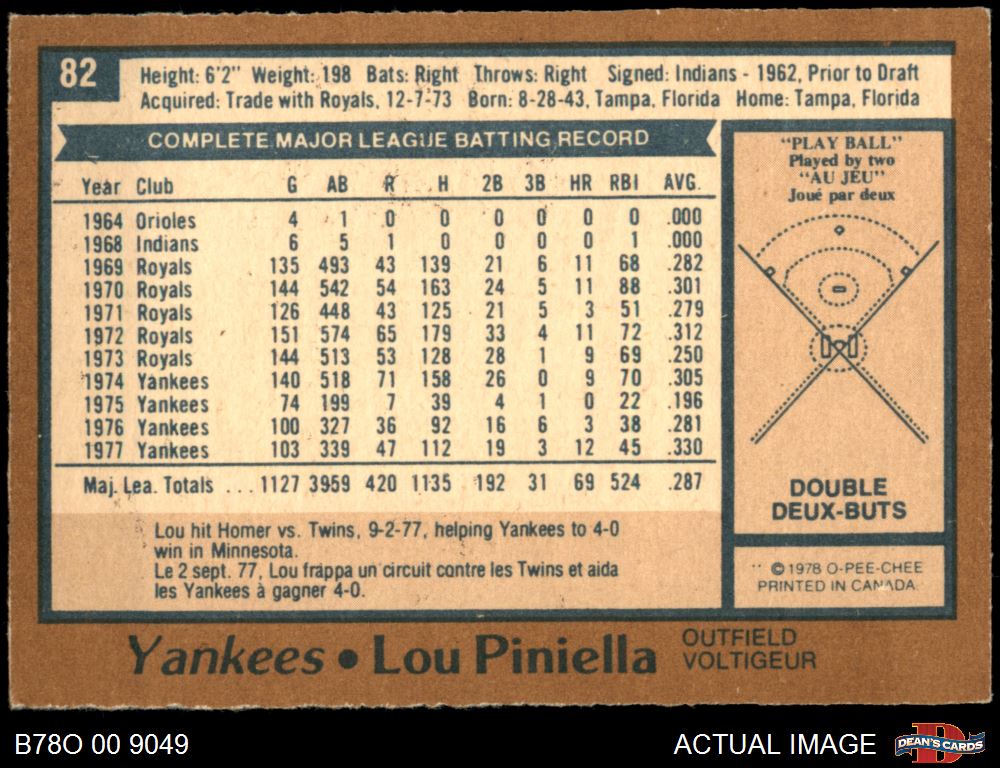 82
Height: 6'2" Weight: 198 Bats: Right Throws: Right Signed: Indians - 1962, Prior to Draft
Acquired: Trade with Royals, 12-7-73 Born: 8-28-43, Tampa, Florida Home: Tampa, Florida
COMPLETE MAJOR LEAGUE BATTING RECORD
Year Club G AB R H 2B 3B HR RBI AVG.
1964 Orioles 4 1 0 0 0 0 0 0 .000
1968 Indians 6 5 1 0 0 0 0 1 .000
1969 Royals 135 493 43 139 21 6 11 68 .282
1970 Royals 144 542 54 163 24 5 11 88 .301
1971 Royals 126 448 43 125 21 5 3 51 .279
1972 Royals 151 574 65 179 33 4 11 72 .312
1973 Royals 144 513 53 128 28 1 9 69 .250
1974 Yankees 140 518 71 158 26 0 9 70 .305
1975 Yankees 74 199 7 39 4 1 0 22 .196
1976 Yankees 100 327 36 92 16 6 3 38 .281
1977 Yankees 103 339 47 112 19 3 12 45 .330
Maj. Lea. Totals ... 1127 3959 420 1135 192 31 69 524 .287
Lou hit Homer vs. Twins, 9-2-77, helping Yankees to 4-0
win in Minnesota.
Le 2 sept. 77, Lou frappa un circuit contre les Twins et aida
les Yankees à gagner 4-0.
"PLAY BALL"
Played by two
"AU JEU"
Joué par deux
DOUBLE
DEUX-BUTS
© 1978 O-PEE-CHEE
PRINTED IN CANADA
Yankees • Lou Piniella
OUTFIELD
VOLTIGEUR
B78O 00 9049
ACTUAL IMAGE
D
DEAN'S CARDS